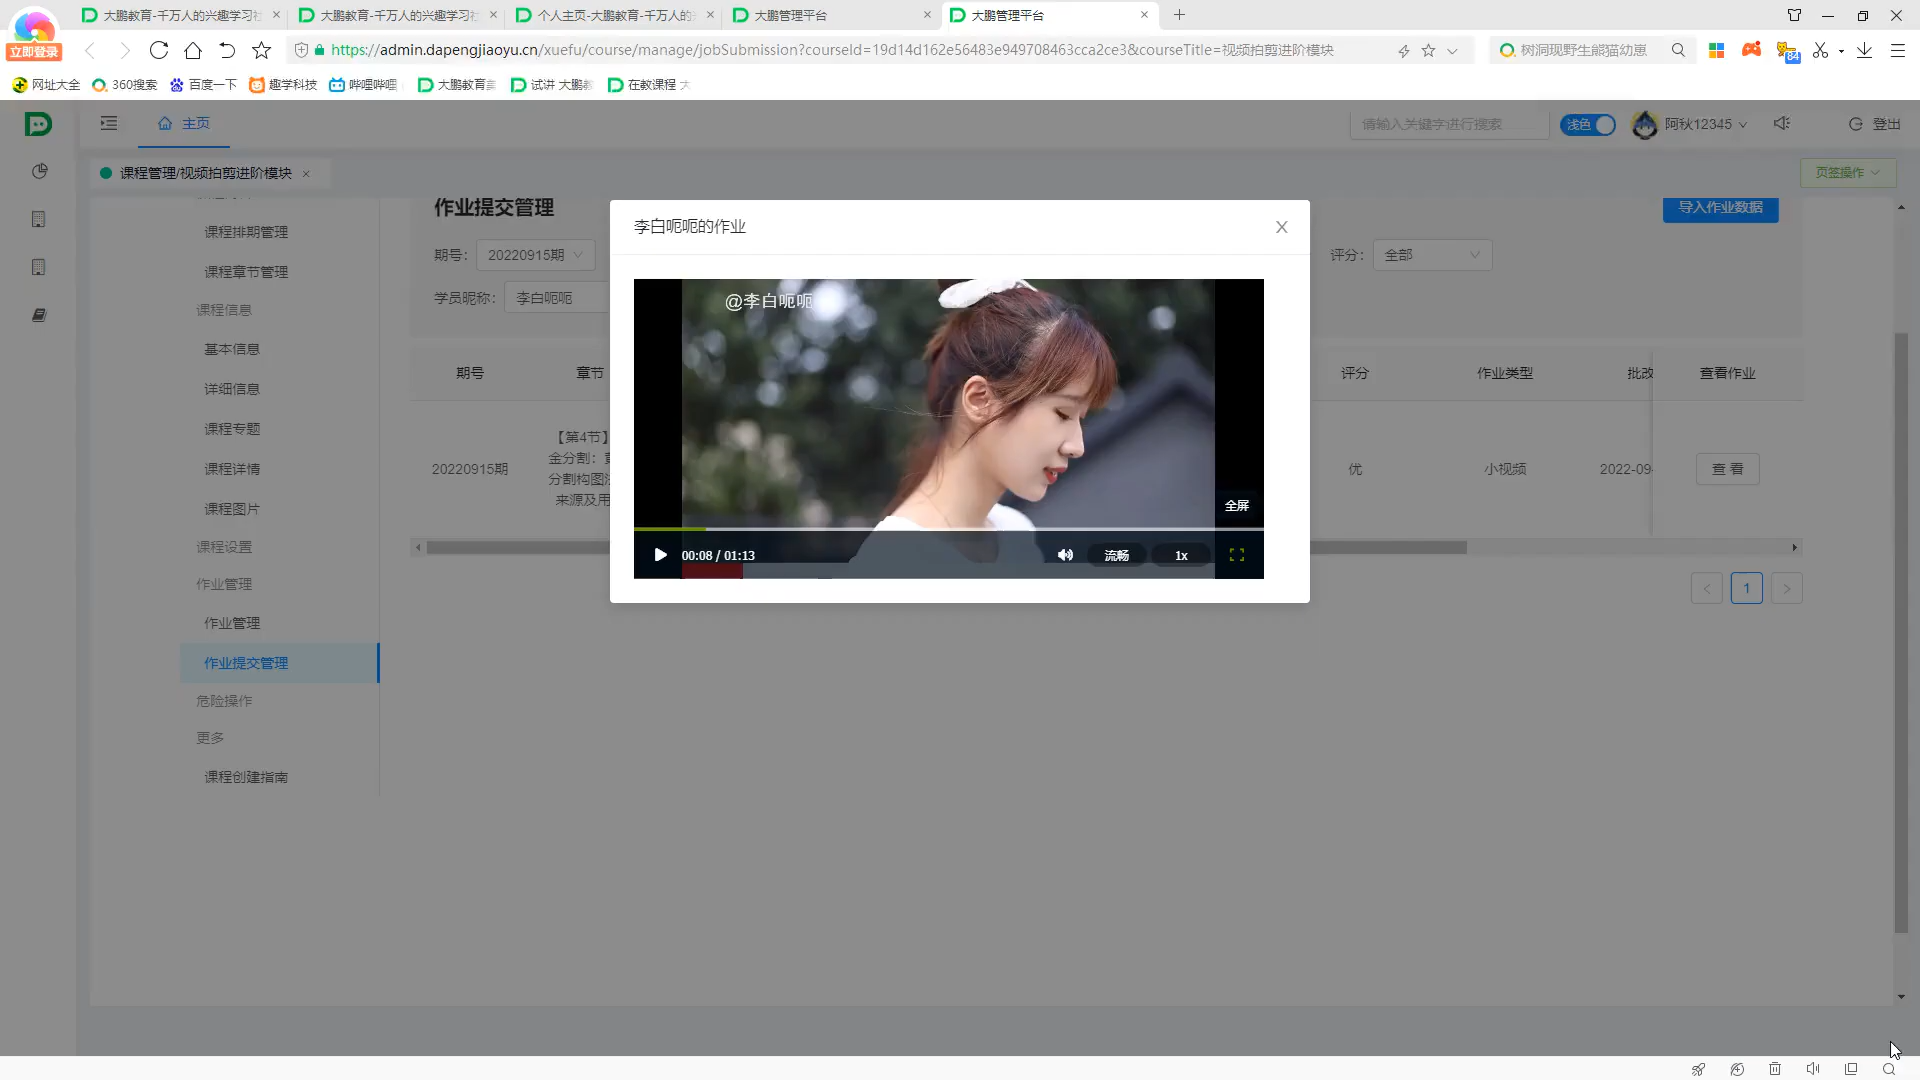 大鹏教育-千万人的兴趣学习社
大鹏教育-千万人的兴趣学习社
个人主页-大鹏教育-千万人的
大鹏管理平台
大鹏管理平台
立即登录
https://admin.dapengjiaoyu.cn/xuefu/course/manage/jobSubmission?courseId=19d14d162e56483e949708463cca2ce3&courseTitle=视频拍剪进阶模块
树洞现野生熊猫幼崽
64
网址大全
360搜索
百度一下
趣学科技
哔哩哔哩
大鹏教育
试讲 大鹏教
在教课程 大
主页
请输入关键字进行搜索
浅色
阿秋12345
登出
课程管理/视频拍剪进阶模块
页签操作
课程排期管理
课程章节管理
课程信息
基本信息
详细信息
课程专题
课程详情
课程图片
课程设置
作业管理
作业管理
作业提交管理
危险操作
更多
课程创建指南
作业提交管理
导入作业数据
期号:
20220915期
评分:
全部
学员昵称:
李白呃呃
期号
章节
评分
作业类型
批改
查看作业
20220915期
【第4节】
金分割:
分割构图法
来源及用
优
小视频
2022-09-
查 看
1
李白呃呃的作业
@李白呃呃
全屏
00:08 / 01:13
流畅
1x